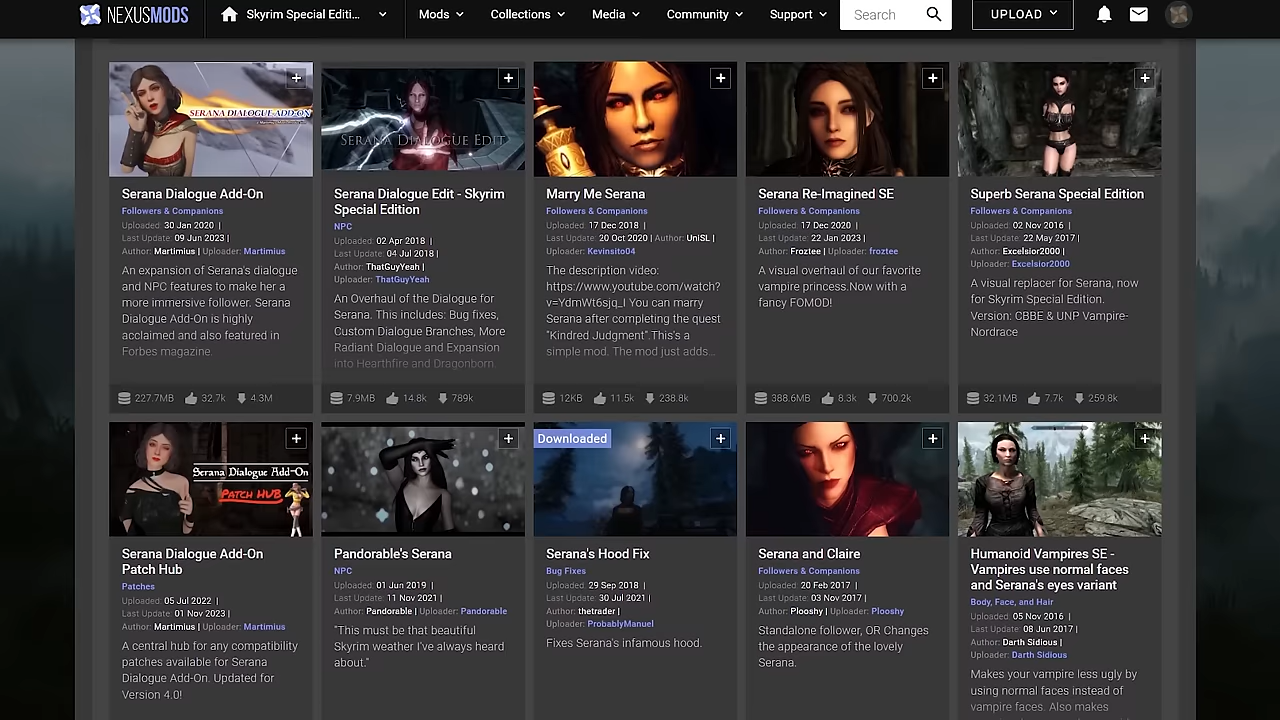 NEXUSMODS
Skyrim Special Editi...
Mods
Collections
Media
Community
Support
Search
UPLOAD
SERANA DIALOGUE ADD-ON
Serana Dialogue Add-On
Followers & Companions
Uploaded: 30 Jan 2020 |
Last Update: 09 Jun 2023 |
Author: Martimius | Uploader: Martimius
An expansion of Serana's dialogue
and NPC features to make her a
more immersive follower. Serana
Dialogue Add-On is highly
acclaimed and also featured in
Forbes magazine.
227.7MB 32.7k 4.3M
SERANA DIALOGUE EDIT
Serana Dialogue Edit - Skyrim
Special Edition
NPC
Uploaded: 02 Apr 2018 |
Last Update: 04 Jul 2018 |
Author: ThatGuyYeah |
Uploader: ThatGuyYeah
An Overhaul of the Dialogue for
Serana. This includes: Bug fixes,
Custom Dialogue Branches, More
Radiant Dialogue and Expansion
into Hearthfire and Dragonborn.
7.9MB 14.8k 789k
Marry Me Serana
Followers & Companions
Uploaded: 17 Dec 2018 |
Last Update: 20 Oct 2020 | Author: UniSL |
Uploader: Kevinsito04
The description video:
https://www.youtube.com/watch?
v=YdmWt6sjq_I You can marry
Serana after completing the quest
"Kindred Judgment".This's a
simple mod. The mod just adds...
12KB 11.5k 238.8k
Serana Re-Imagined SE
Followers & Companions
Uploaded: 17 Dec 2020 |
Last Update: 22 Jan 2023 |
Author: Froztee | Uploader: froztee
A visual overhaul of our favorite
vampire princess.Now with a
fancy FOMOD!
388.6MB 8.3k 700.2k
Superb Serana Special Edition
Followers & Companions
Uploaded: 02 Nov 2016 |
Last Update: 22 May 2017 |
Author: Excelsior2000 |
Uploader: Excelsior2000
A visual replacer for Serana, now
for Skyrim Special Edition.
Version: CBBE & UNP Vampire-
Nordrace
32.1MB 7.7k 259.8k
Serana Dialogue Add-On
PATCH HUB
Serana Dialogue Add-On
Patch Hub
Patches
Uploaded: 05 Jul 2022 |
Last Update: 01 Nov 2023 |
Author: Martimius | Uploader: Martimius
A central hub for any compatibility
patches available for Serana
Dialogue Add-On. Updated for
Version 4.0!
Pandorable's Serana
NPC
Uploaded: 01 Jun 2019 |
Last Update: 11 Nov 2021 |
Author: Pandorable | Uploader: Pandorable
"This must be that beautiful
Skyrim weather I've always heard
about."
Downloaded
Serana's Hood Fix
Bug Fixes
Uploaded: 29 Sep 2018 |
Last Update: 30 Jul 2021 |
Author: thetrader |
Uploader: ProbablyManuel
Fixes Serana's infamous hood.
Serana and Claire
Followers & Companions
Uploaded: 20 Feb 2017 |
Last Update: 03 Nov 2017 |
Author: Plooshy | Uploader: Plooshy
Standalone follower, OR Changes
the appearance of the lovely
Serana.
Humanoid Vampires SE -
Vampires use normal faces
and Serana's eyes variant
Body, Face, and Hair
Uploaded: 05 Nov 2016 |
Last Update: 08 Jun 2017 |
Author: Darth Sidious |
Uploader: Darth Sidious
Makes your vampire less ugly by
using normal faces instead of
vampire faces. Also makes